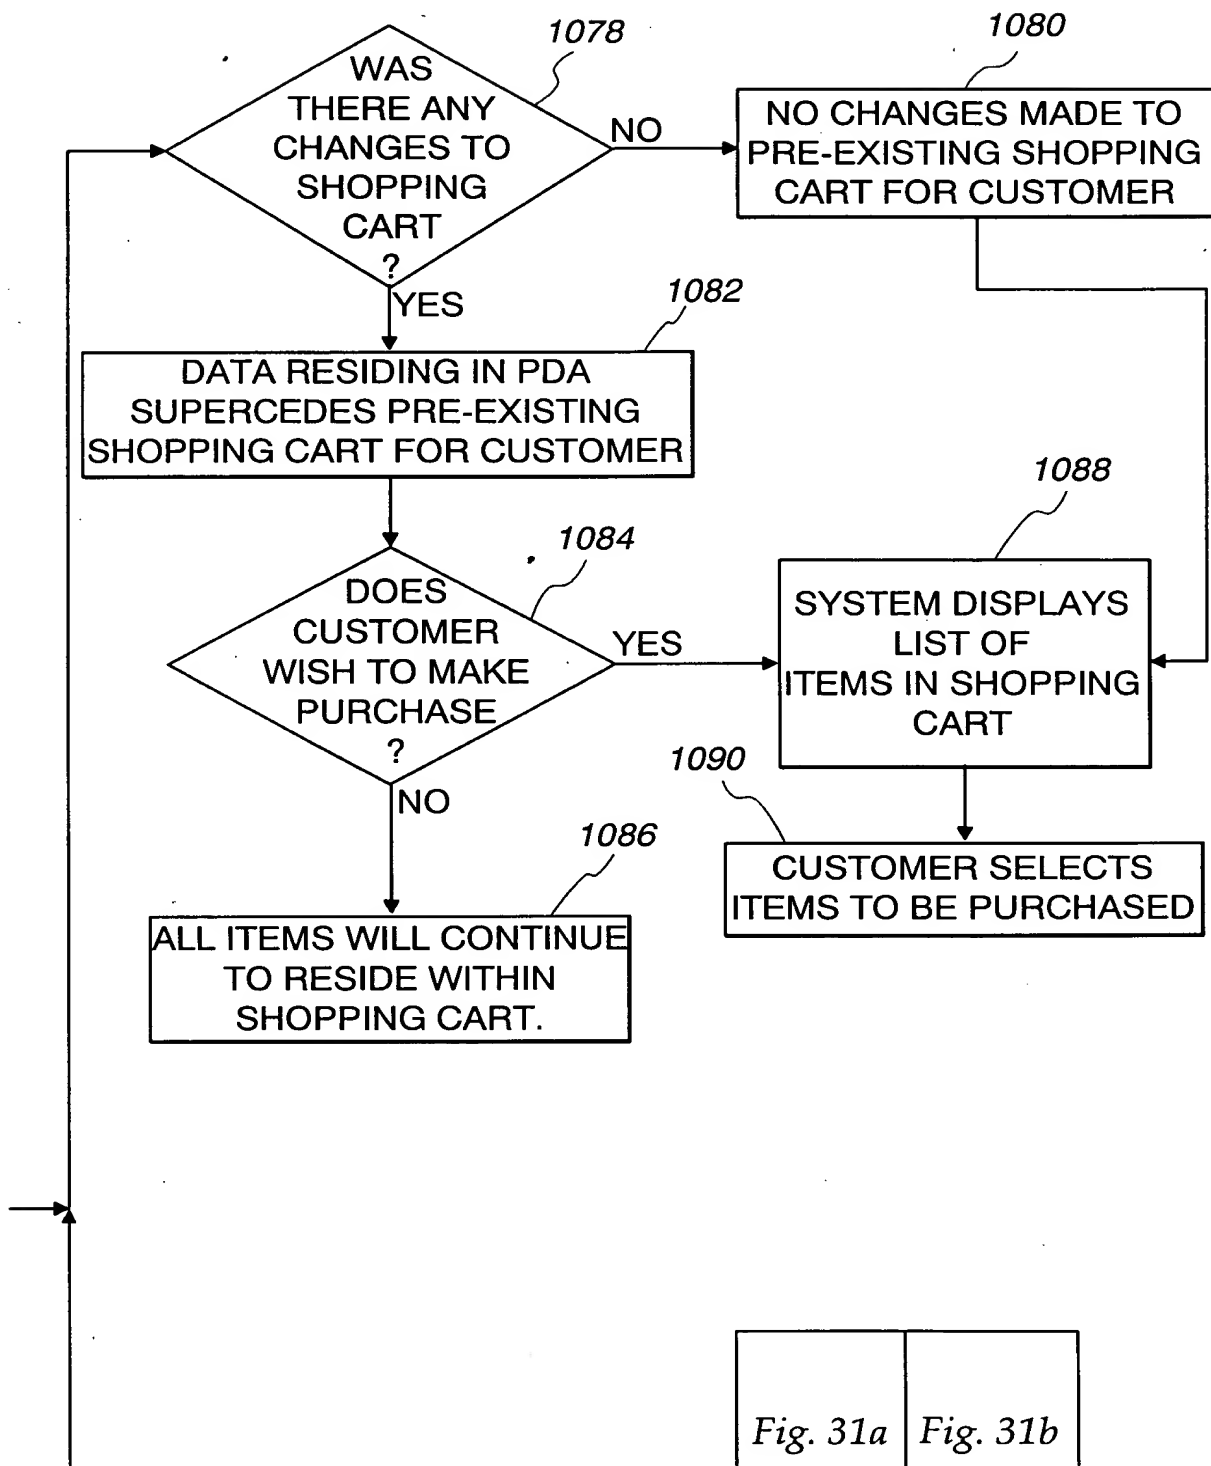 1078
WAS
THERE ANY
CHANGES TO
SHOPPING
CART
?
NO
1080
NO CHANGES MADE TO
PRE-EXISTING SHOPPING
CART FOR CUSTOMER
YES
1082
DATA RESIDING IN PDA
SUPERCEDES PRE-EXISTING
SHOPPING CART FOR CUSTOMER
1084
DOES
CUSTOMER
WISH TO MAKE
PURCHASE
?
YES
1088
SYSTEM DISPLAYS
LIST OF
ITEMS IN SHOPPING
CART
NO
1086
ALL ITEMS WILL CONTINUE
TO RESIDE WITHIN
SHOPPING CART.
1090
CUSTOMER SELECTS
ITEMS TO BE PURCHASED
Fig. 31a
Fig. 31b